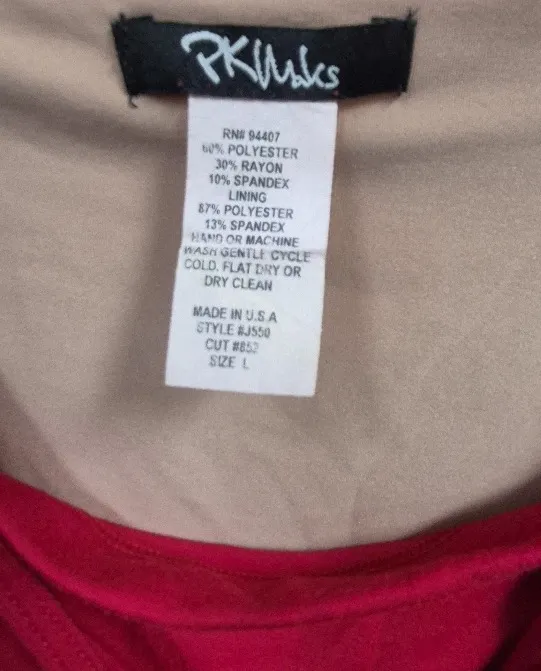 PKlinks
RN# 94407
60% POLYESTER
30% RAYON
10% SPANDEX
LINING
87% POLYESTER
13% SPANDEX
HAND OR MACHINE
WASH GENTLE CYCLE
COLD. FLAT DRY OR
DRY CLEAN
MADE IN U.S.A
STYLE #J550
CUT #852
SIZE L